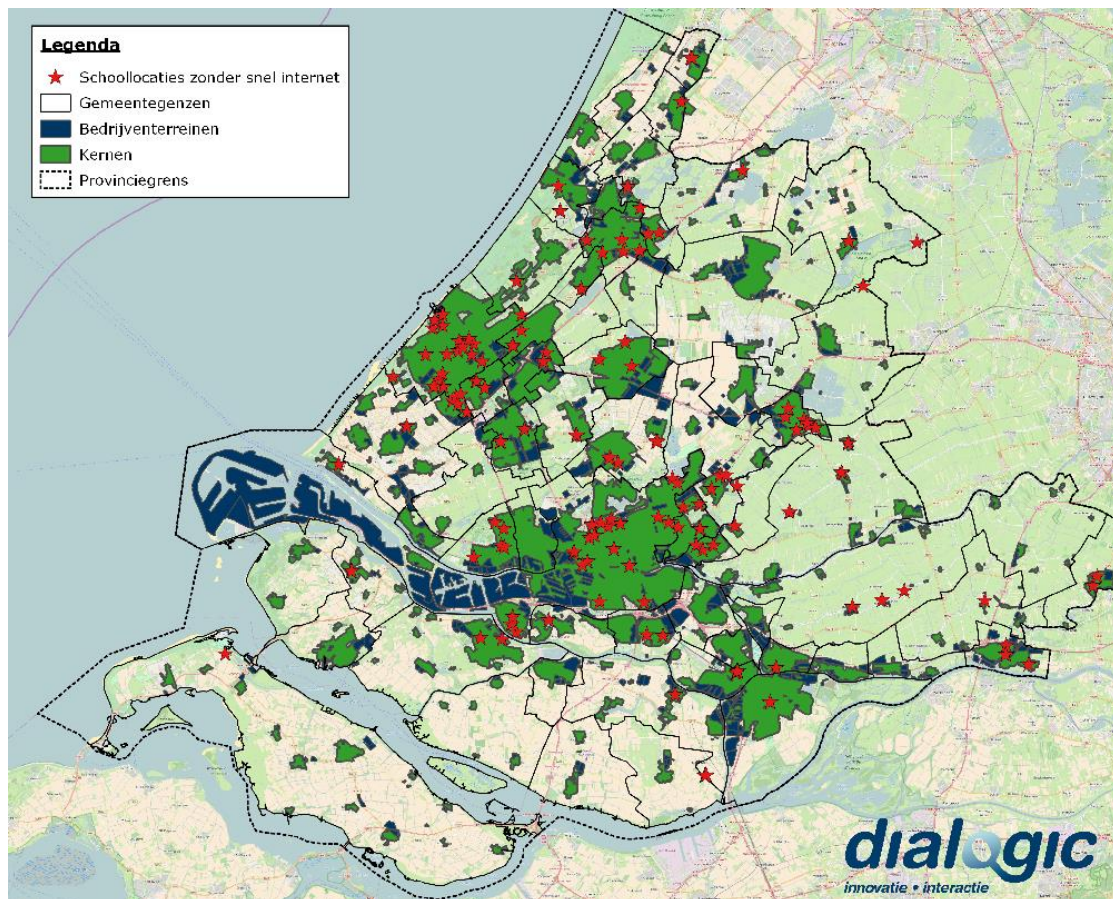 Legenda
Schoollocaties zonder snel internet
Gemeentegenzen
Bedrijventerreinen
Kernen
Provinciegrens
dialogic
innovatie • interactie